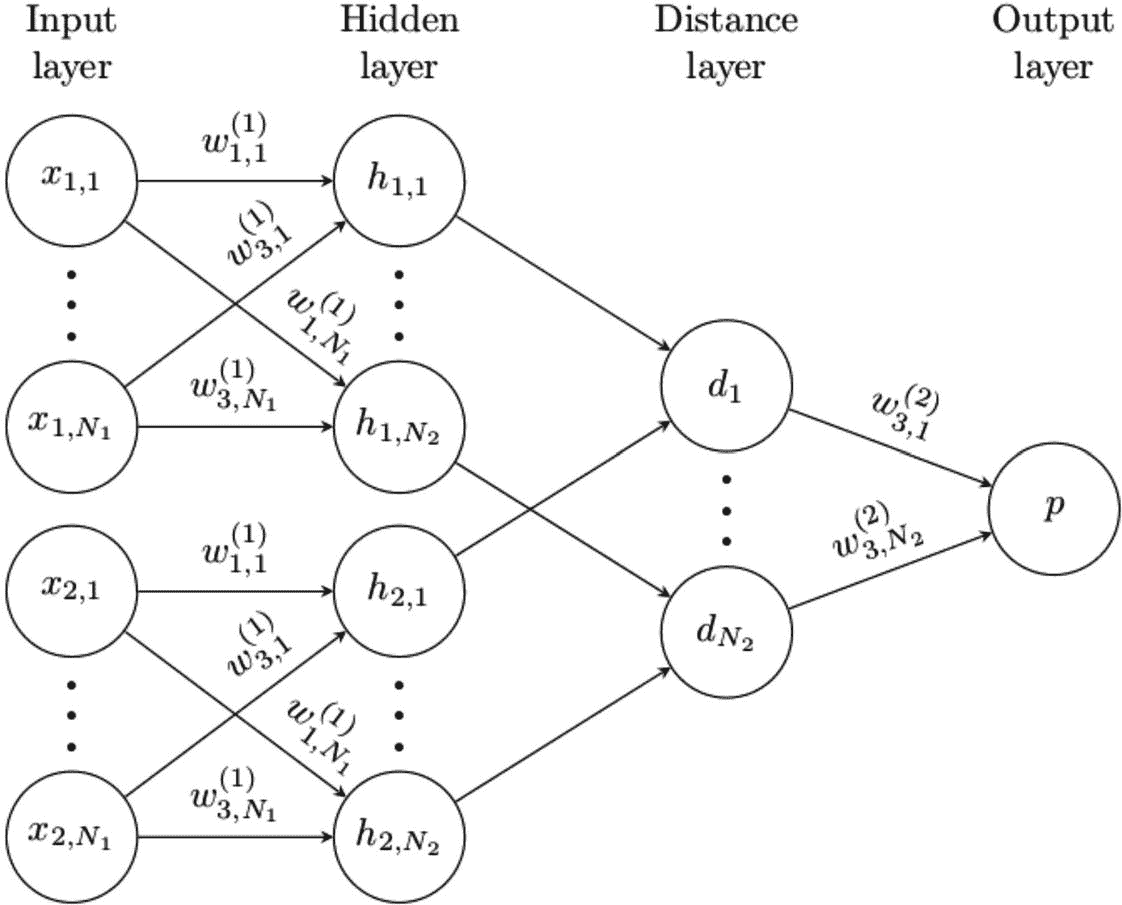 Input layer
Hidden layer
Distance layer
Output layer
x_{1,1}
w_{1,1}^{(1)}
h_{1,1}
w_{3,1}^{(1)}
w_{1,N_1}^{(1)}
x_{1,N_1}
w_{3,N_1}^{(1)}
h_{1,N_2}
d_1
w_{3,1}^{(2)}
p
w_{3,N_2}^{(2)}
d_{N_2}
x_{2,1}
w_{1,1}^{(1)}
h_{2,1}
w_{3,1}^{(1)}
w_{1,N_1}^{(1)}
x_{2,N_1}
w_{3,N_1}^{(1)}
h_{2,N_2}